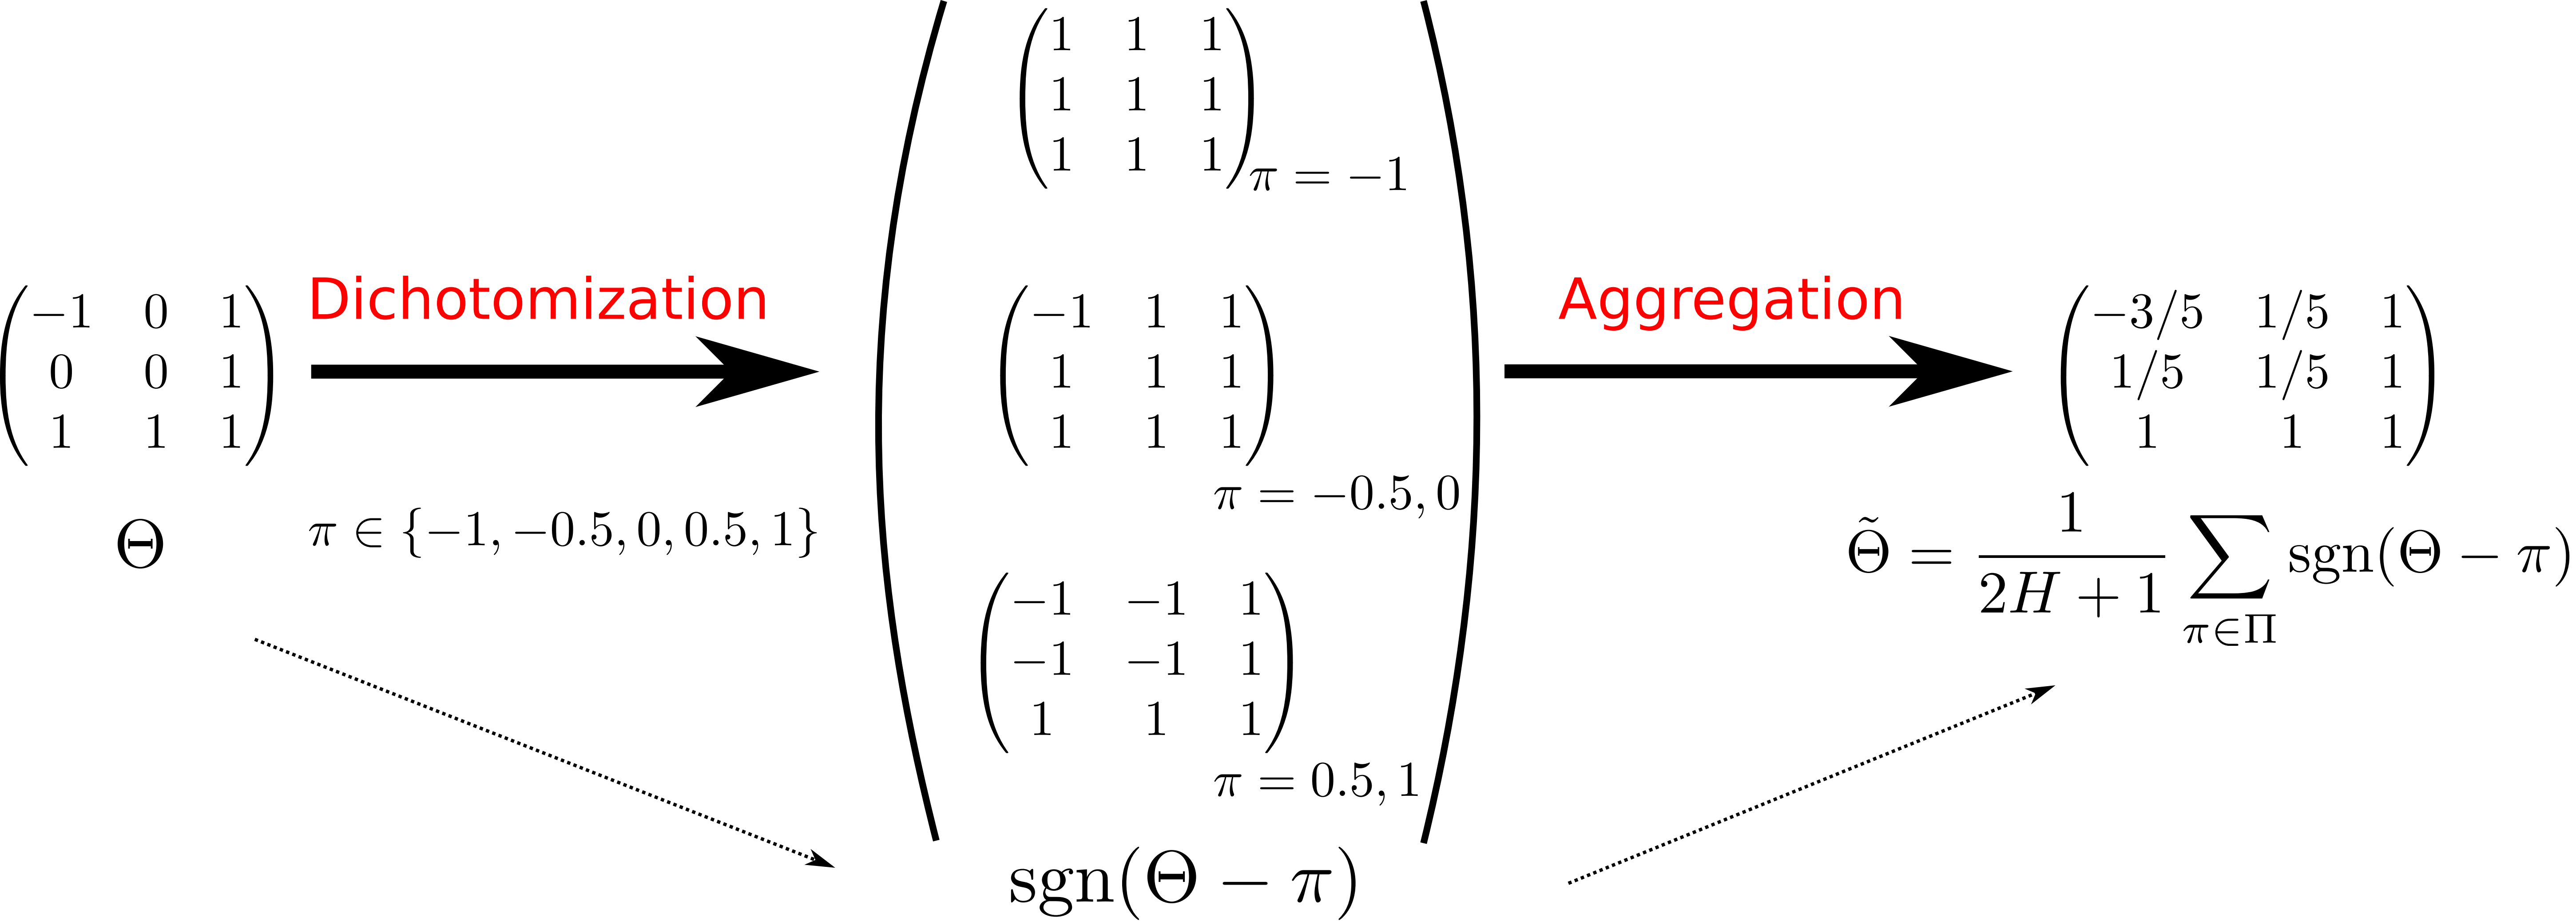 −1 0 1
0 0 1
1 1 1
Θ
Dichotomization
π ∈ {−1, −0.5, 0, 0.5, 1}
1 1 1
1 1 1
1 1 1
π = −1
−1 1 1
1 1 1
1 1 1
π = −0.5, 0
−1 −1 1
−1 −1 1
1 1 1
π = 0.5, 1
sgn(Θ − π)
Aggregation
−3/5 1/5 1
1/5 1/5 1
1 1 1
Θ̃ = 1/(2H + 1) ∑_{π∈Π} sgn(Θ − π)